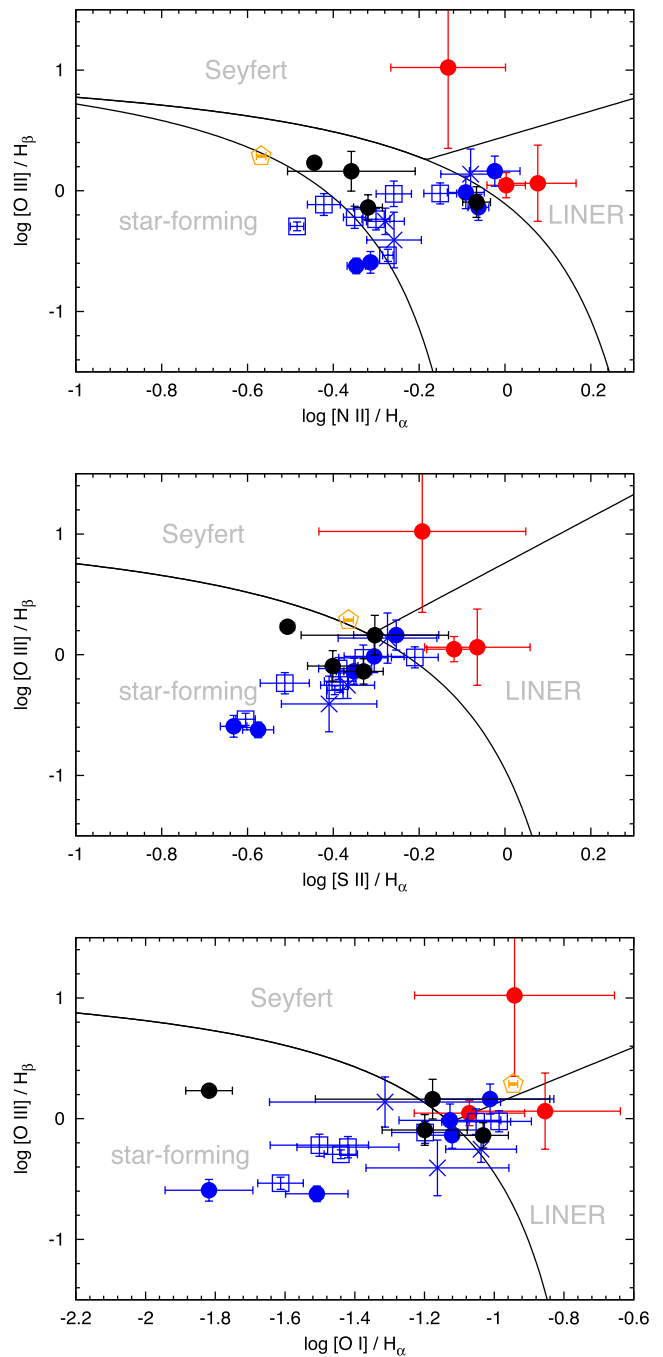 Seyfert
star-forming
LINER
log [O III] / Hβ
1
0
-1
-1 -0.8 -0.6 -0.4 -0.2 0 0.2
log [N II] / Hα
Seyfert
star-forming
LINER
log [O III] / Hβ
1
0
-1
-1 -0.8 -0.6 -0.4 -0.2 0 0.2
log [S II] / Hα
Seyfert
star-forming
LINER
log [O III] / Hβ
1
0
-1
-2.2 -2 -1.8 -1.6 -1.4 -1.2 -1 -0.8 -0.6
log [O I] / Hα